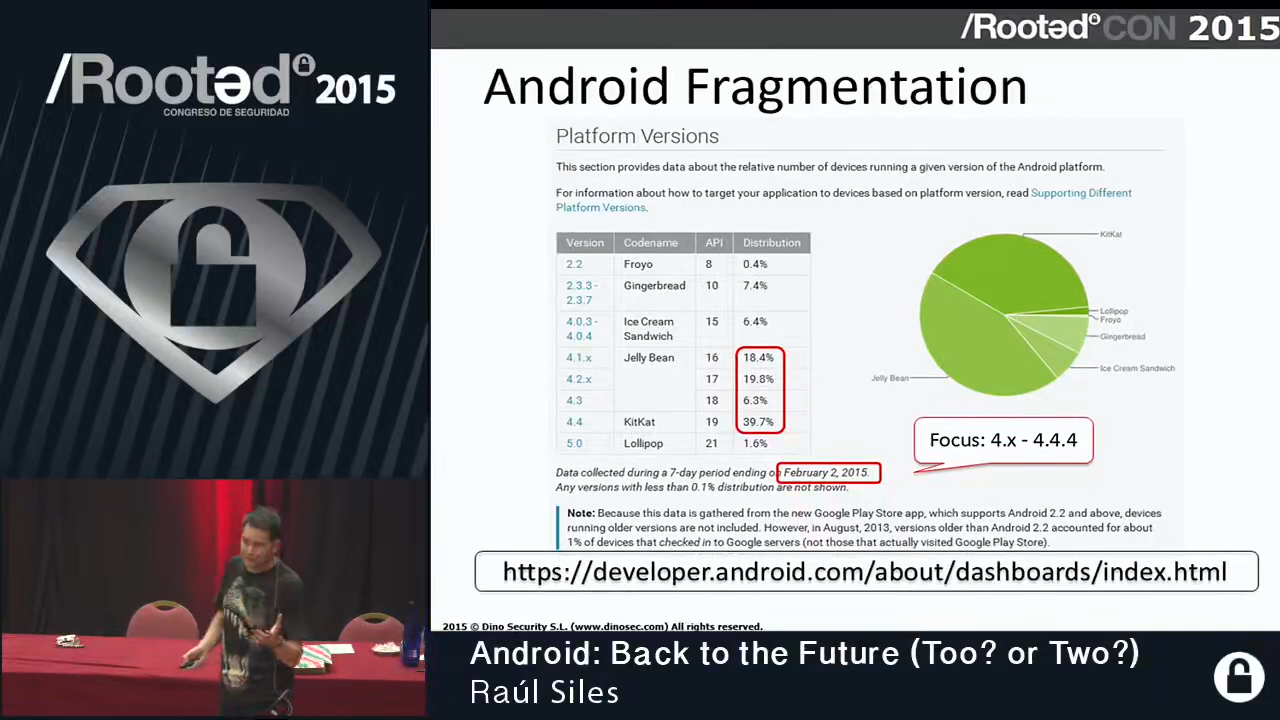 /Rootəd 2015
CONGRESO DE SEGURIDAD
/Rootəd CON 2015
Android Fragmentation
Platform Versions
This section provides data about the relative number of devices running a given version of the Android platform.
For information about how to target your application to devices based on platform version, read Supporting Different
Platform Versions.
Version Codename API Distribution
2.2 Froyo 8 0.4%
2.3.3 - Gingerbread 10 7.4%
2.3.7
4.0.3 - Ice Cream 15 6.4%
4.0.4 Sandwich
4.1.x Jelly Bean 16 18.4%
4.2.x 17 19.8%
4.3 18 6.3%
4.4 KitKat 19 39.7%
5.0 Lollipop 21 1.6%
KitKat
Lollipop
Froyo
Gingerbread
Ice Cream Sandwich
Jelly Bean
Focus: 4.x - 4.4.4
Data collected during a 7-day period ending on February 2, 2015.
Any versions with less than 0.1% distribution are not shown.
Note: Because this data is gathered from the new Google Play Store app, which supports Android 2.2 and above, devices
running older versions are not included. However, in August, 2013, versions older than Android 2.2 accounted for about
1% of devices that checked in to Google servers (not those that actually visited Google Play Store).
https://developer.android.com/about/dashboards/index.html
2015 © Dino Security S.L. (www.dinosec.com) All rights reserved.
Android: Back to the Future (Too? or Two?)
Raúl Siles